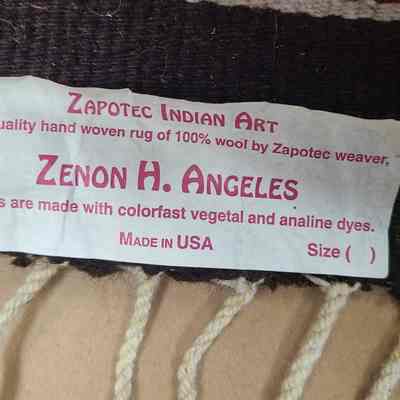 ZAPOTEC INDIAN ART
uality hand woven rug of 100% wool by Zapotec weaver,
ZENON H. ANGELES
s are made with colorfast vegetal and analine dyes.
MADE IN USA
Size ( )